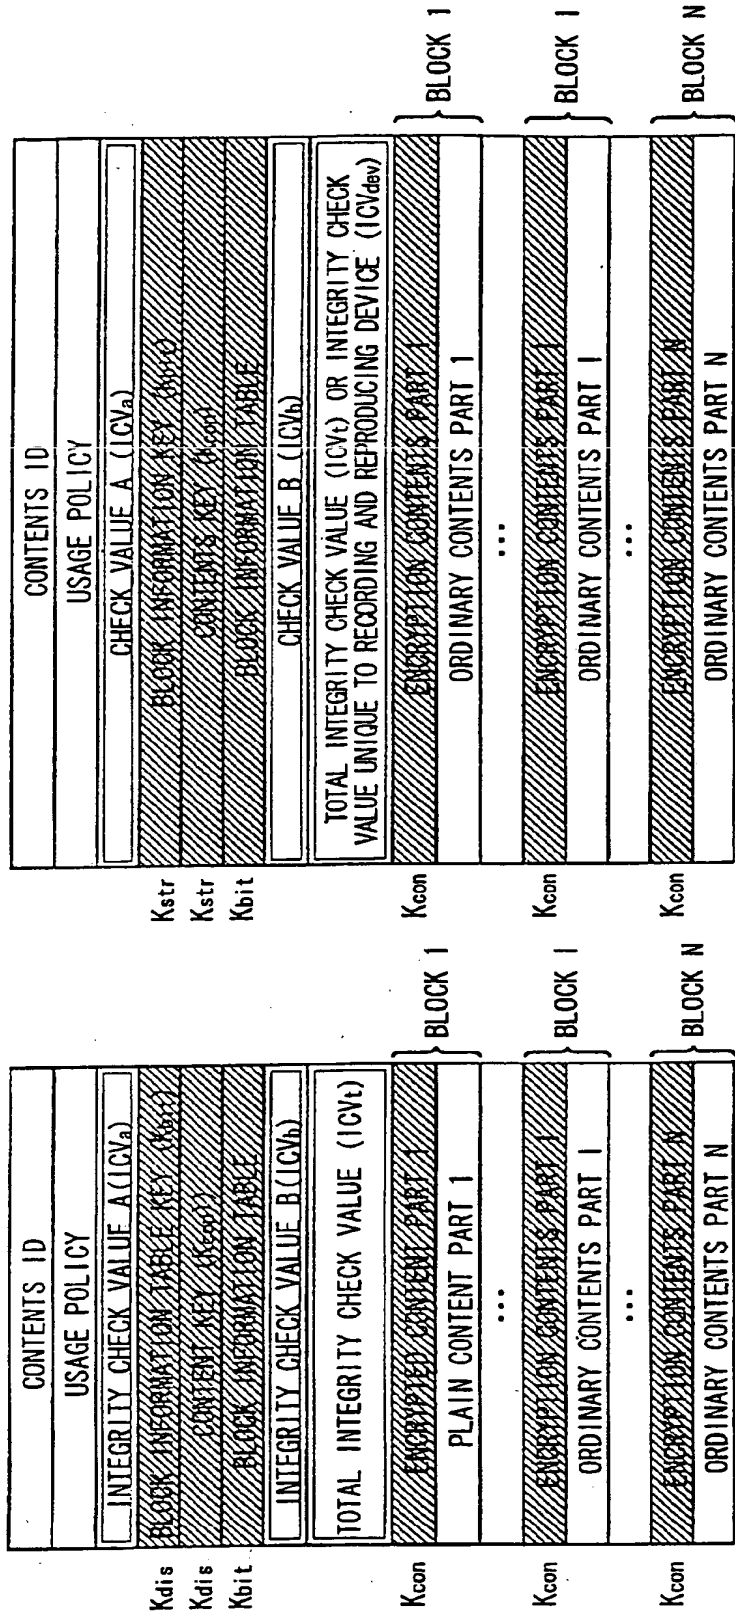 CONTENTS ID
USAGE POLICY
INTEGRITY CHECK VALUE A(ICVa)
Kdis BLOCK INFORMATION TABLE KEY (Kbit)
Kdis CONTENT KEY (Kcon)
Kbit BLOCK INFORMATION TABLE
INTEGRITY CHECK VALUE B(ICVb)
TOTAL INTEGRITY CHECK VALUE (ICVt)
Kcon ENCRYPTED CONTENT PART 1
PLAIN CONTENT PART 1
BLOCK 1
...
Kcon ENCRYPTION CONTENTS PART I
ORDINARY CONTENTS PART I
BLOCK I
...
Kcon ENCRYPTION CONTENTS PART N
ORDINARY CONTENTS PART N
BLOCK N
CONTENTS ID
USAGE POLICY
CHECK VALUE A (ICVa)
Kstr BLOCK INFORMATION KEY (Kbit)
Kstr CONTENTS KEY (Kcon)
Kbit BLOCK INFORMATION TABLE
CHECK VALUE B (ICVb)
TOTAL INTEGRITY CHECK VALUE (ICVt) OR INTEGRITY CHECK
VALUE UNIQUE TO RECORDING AND REPRODUCING DEVICE (ICVdev)
Kcon ENCRYPTION CONTENTS PART 1
ORDINARY CONTENTS PART 1
BLOCK 1
...
Kcon ENCRYPTION CONTENTS PART I
ORDINARY CONTENTS PART I
BLOCK I
...
Kcon ENCRYPTION CONTENTS PART N
ORDINARY CONTENTS PART N
BLOCK N